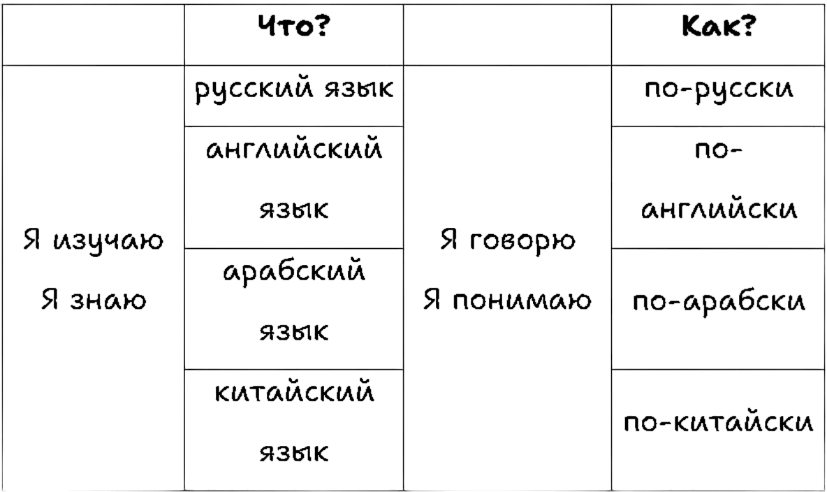 Что?
Как?
Я изучаю
Я знаю
русский язык
английский
язык
арабский
язык
китайский
язык
Я говорю
Я понимаю
по-русски
по-
английски
по-арабски
по-китайски